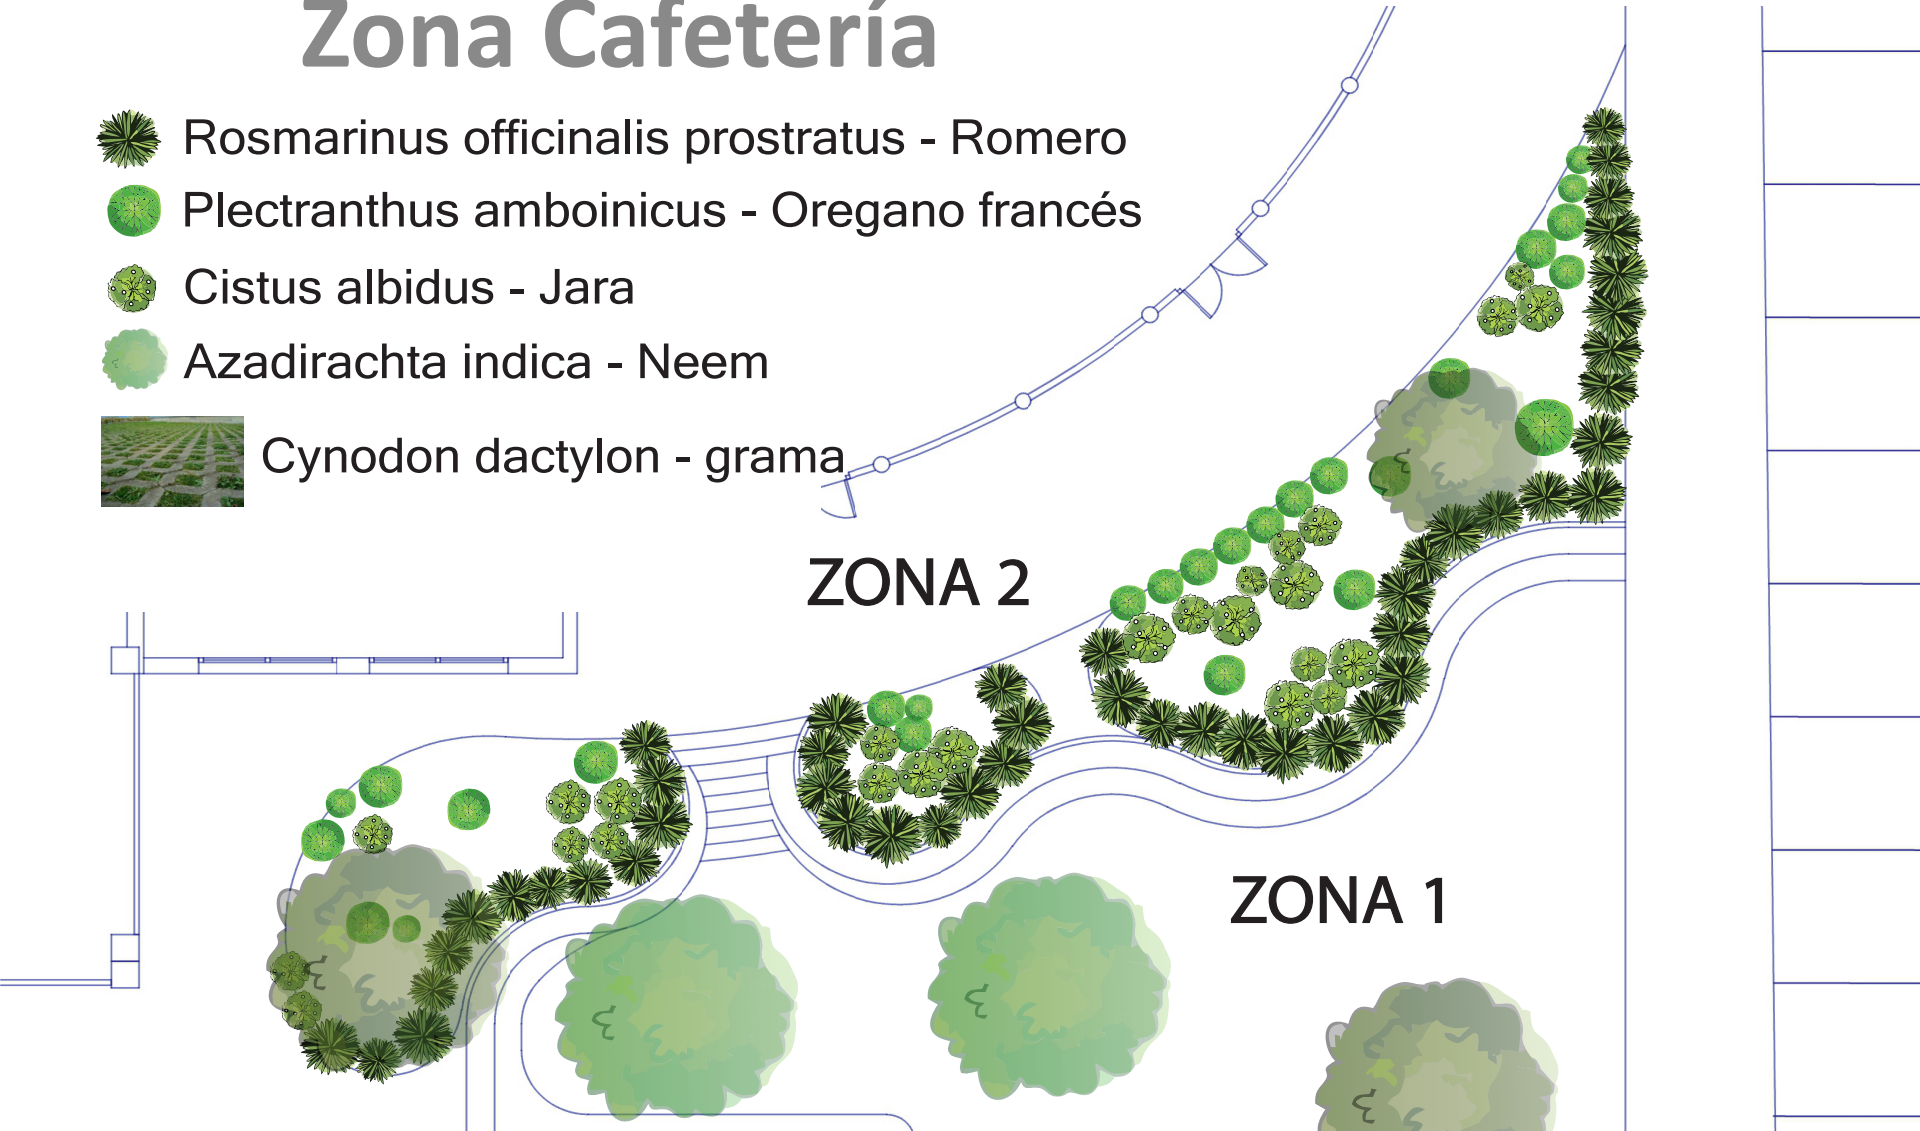 Zona Cafetería
Rosmarinus officinalis prostratus - Romero
Plectranthus amboinicus - Oregano francés
Cistus albidus - Jara
Azadirachta indica - Neem
Cynodon dactylon - grama
ZONA 2
ZONA 1